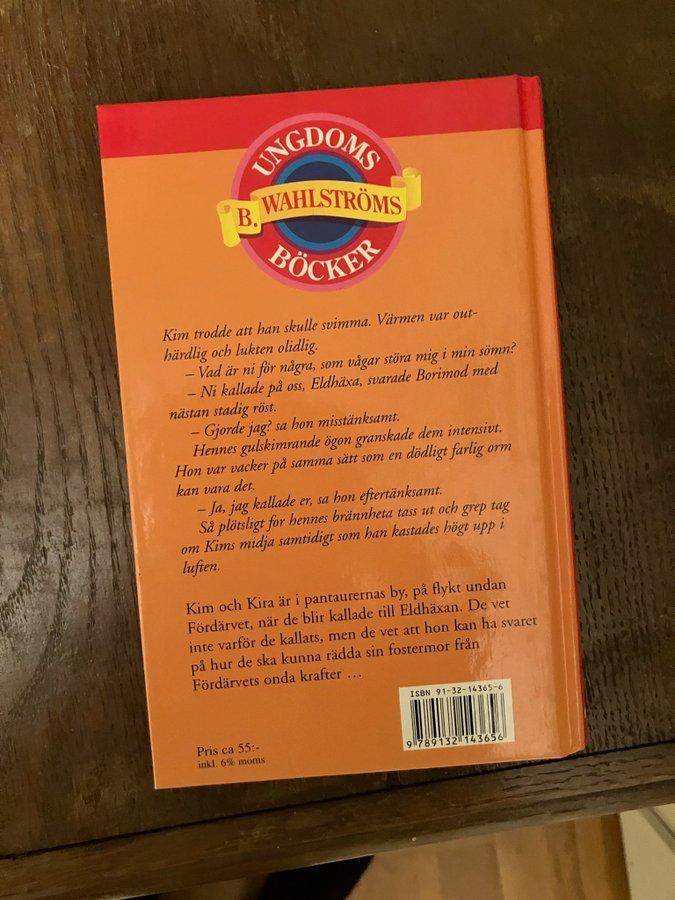 UNGDOMS
B. WAHLSTRÖMS
BÖCKER
Kim trodde att han skulle svimma. Värmen var out-
härdlig och lukten olidlig.
– Vad är ni för några, som vågar störa mig i min sömn?
– Ni kallade på oss, Eldhäxa, svarade Borimod med
nästan stadig röst.
– Gjorde jag? sa hon misstänksamt.
Hennes gulskimrande ögon granskade dem intensivt.
Hon var vacker på samma sätt som en dödligt farlig orm
kan vara det.
– Ja, jag kallade er, sa hon eftertänksamt.
Så plötsligt for hennes brännheta tass ut och grep tag
om Kims midja samtidigt som han kastades högt upp i
luften.
Kim och Kira är i pantaurernas by, på flykt undan
Fördärvet, när de blir kallade till Eldhäxan. De vet
inte varför de kallats, men de vet att hon kan ha svaret
på hur de ska kunna rädda sin fostermor från
Fördärvets onda krafter …
ISBN 91-32-14365-6
9 789132 143656
Pris ca 55:-
inkl. 6% moms